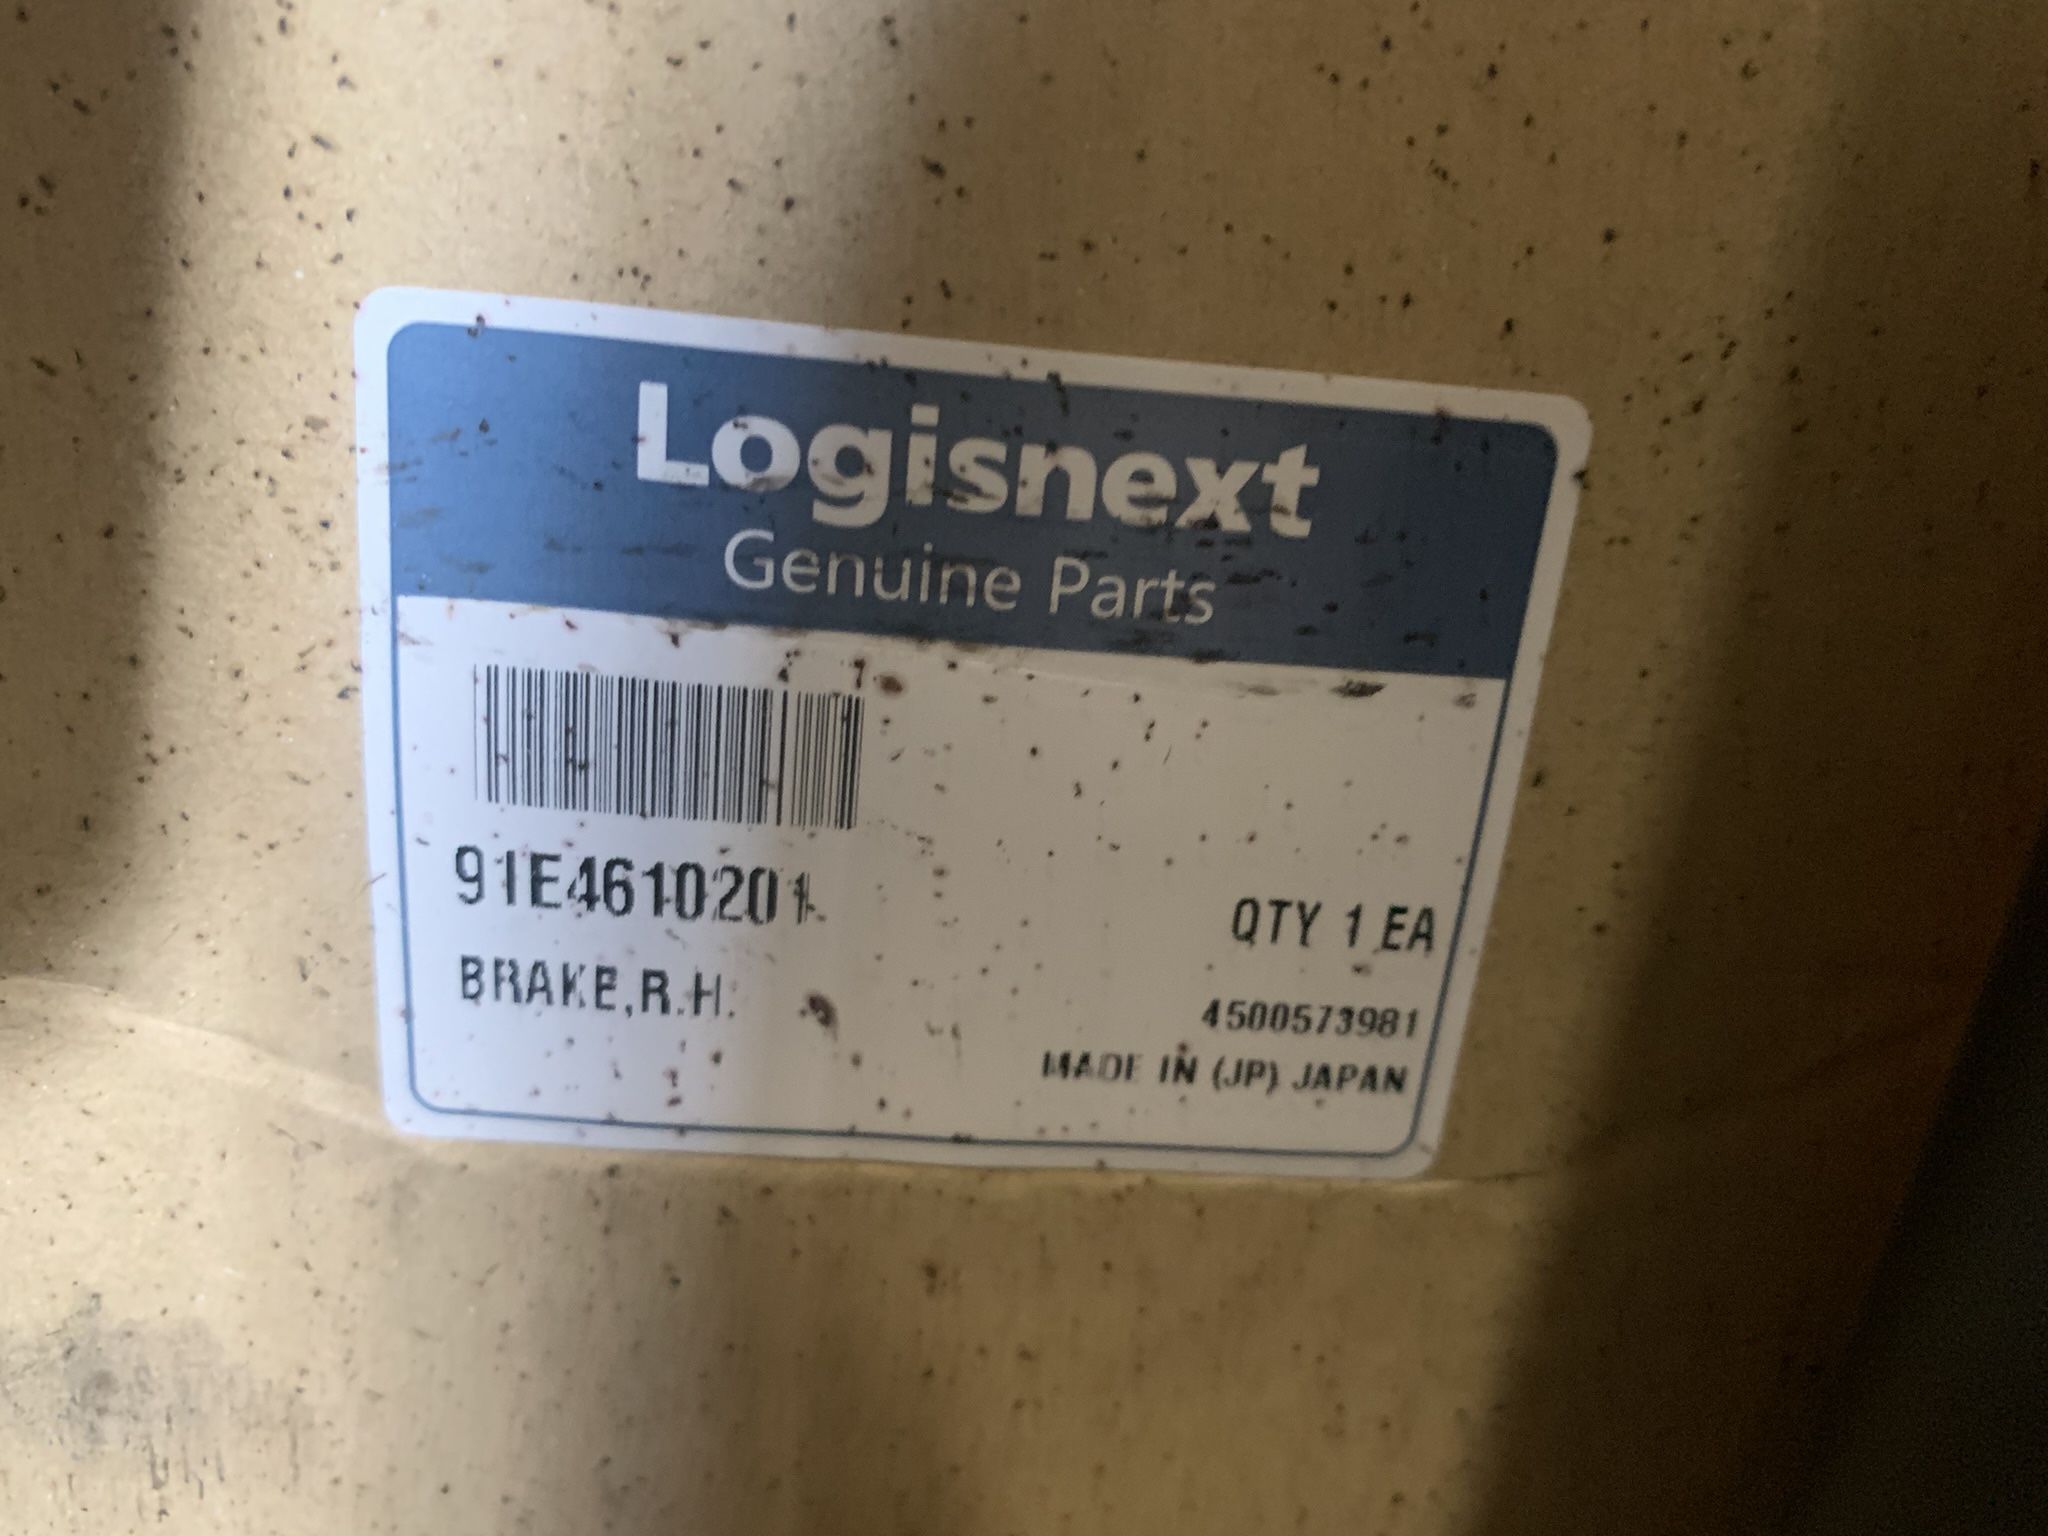 Logisnext
Genuine Parts
91E4610201
QTY 1 EA
BRAKE,R.H.
4500573981
MADE IN (JP) JAPAN